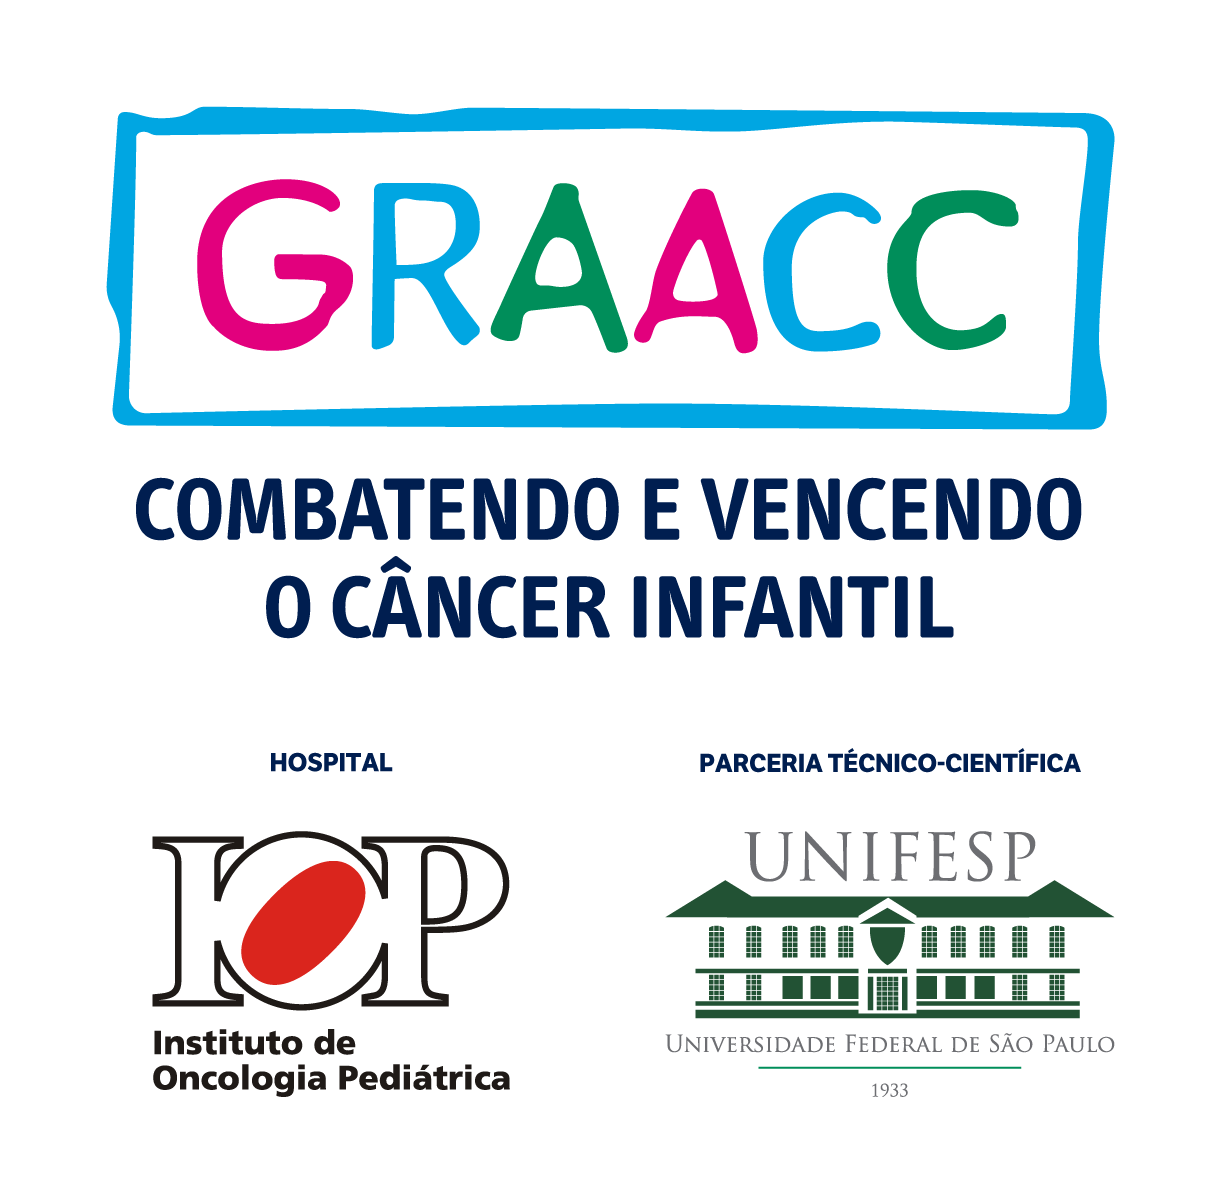 GRAACC
COMBATENDO E VENCENDO
O CÂNCER INFANTIL
HOSPITAL
IOP
Instituto de
Oncologia Pediátrica
PARCERIA TÉCNICO-CIENTÍFICA
UNIFESP
UNIVERSIDADE FEDERAL DE SÃO PAULO
1933